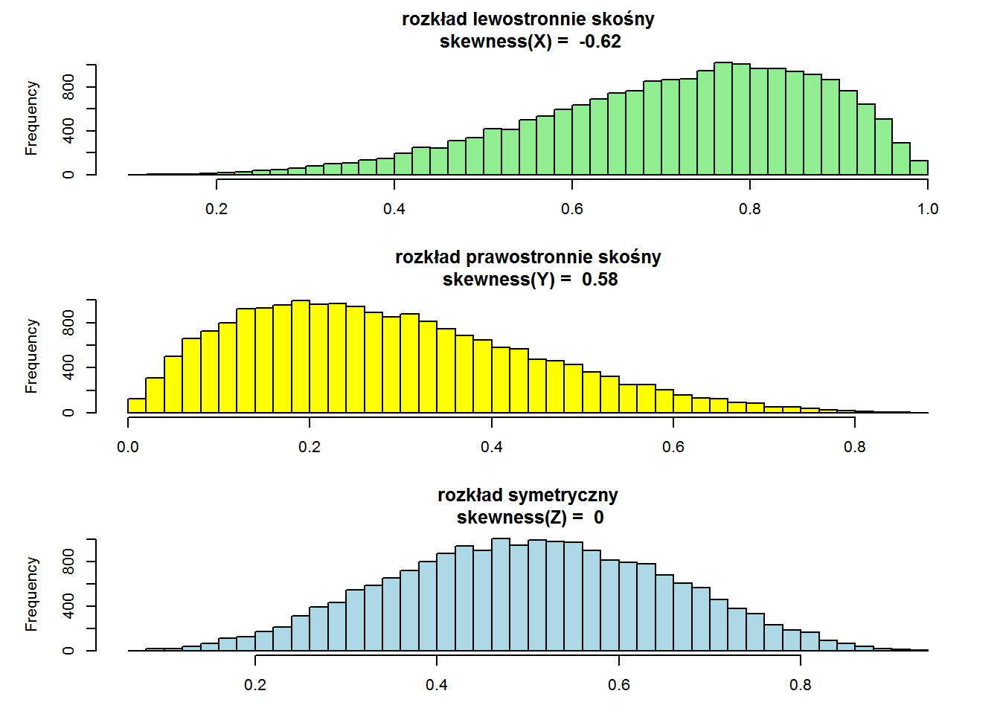 rozkład lewostronnie skośny
skewness(X) =  -0.62
Frequency
0 400 800
0.2 0.4 0.6 0.8 1.0
rozkład prawostronnie skośny
skewness(Y) =  0.58
Frequency
0 400 800
0.0 0.2 0.4 0.6 0.8
rozkład symetryczny
skewness(Z) =  0
Frequency
0 400 800
0.2 0.4 0.6 0.8